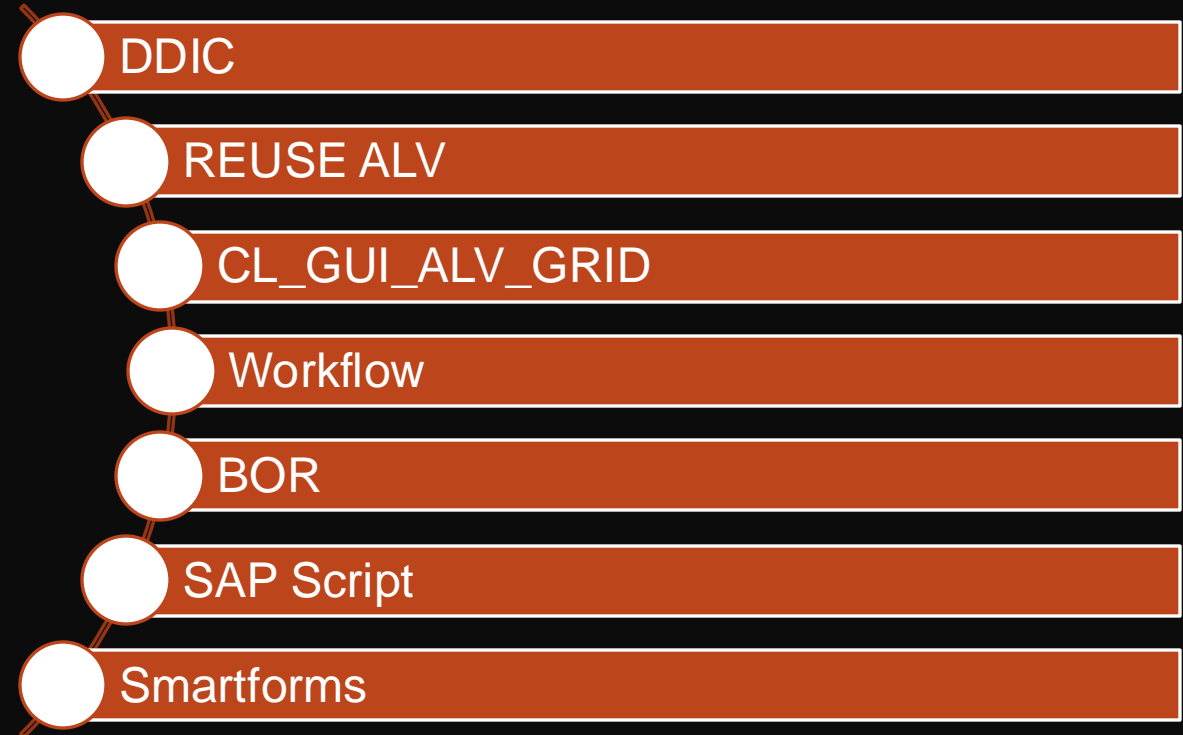 DDIC
REUSE ALV
CL_GUI_ALV_GRID
Workflow
BOR
SAP Script
Smartforms